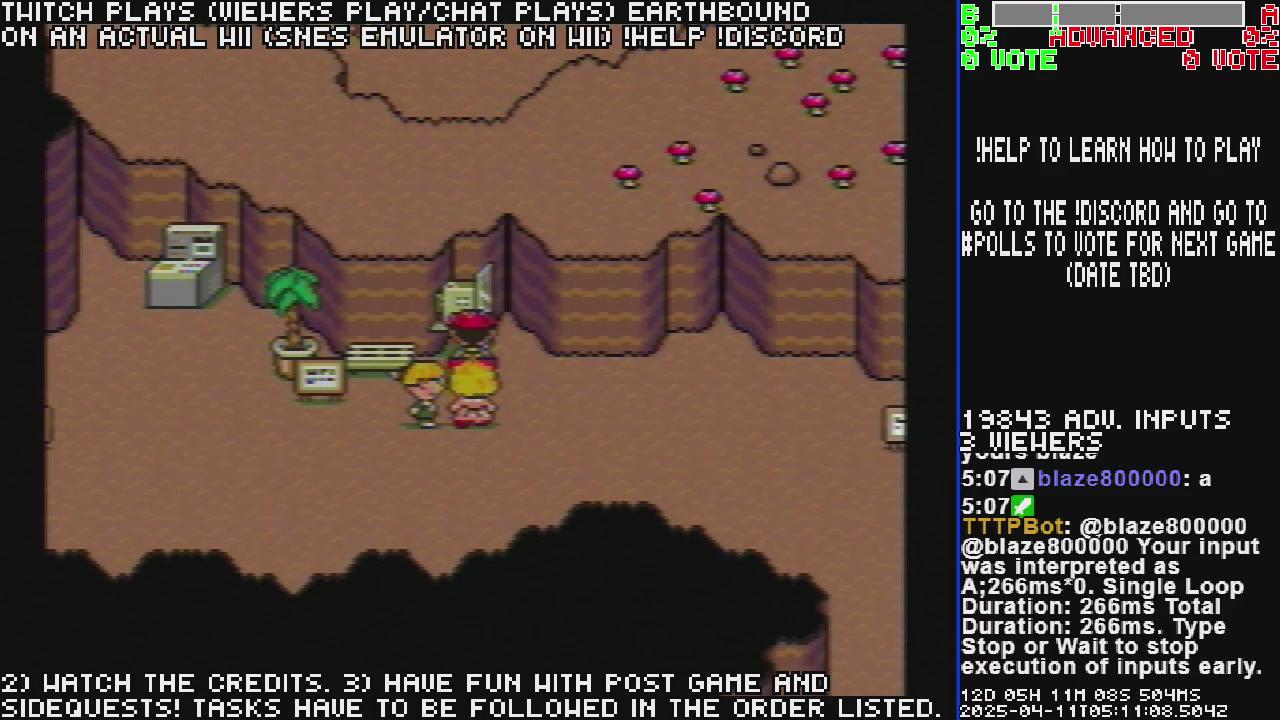 TWITCH PLAYS (VIEWERS PLAY/CHAT PLAYS) EARTHBOUND
ON AN ACTUAL WII (SNES EMULATOR ON WII) !HELP !DISCORD
B A
0% ADVANCED 0%
0 VOTE 0 VOTE
!HELP TO LEARN HOW TO PLAY
GO TO THE !DISCORD AND GO TO
#POLLS TO VOTE FOR NEXT GAME
(DATE TBD)
19843 ADV. INPUTS
3 VIEWERS
yours blaze
5:07 blaze800000: a
5:07
TTTPBot: @blaze800000
@blaze800000 Your input
was interpreted as
A;266ms*0. Single Loop
Duration: 266ms Total
Duration: 266ms. Type
Stop or Wait to stop
execution of inputs early.
12D 05H 11M 08S 504MS
2025-04-11T05:11:08.504Z
2) WATCH THE CREDITS. 3) HAVE FUN WITH POST GAME AND
SIDEQUESTS! TASKS HAVE TO BE FOLLOWED IN THE ORDER LISTED.